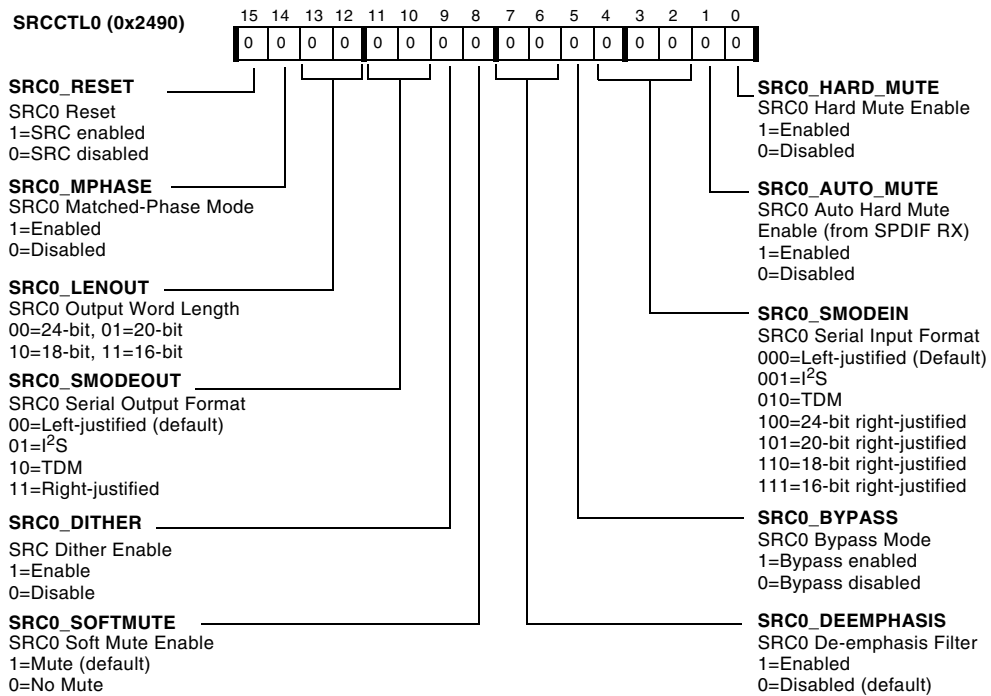 SRCCTL0 (0x2490)
15 14 13 12 11 10 9 8 7 6 5 4 3 2 1 0
0 0 0 0 0 0 0 0 0 0 0 0 0 0 0 0
SRC0_RESET
SRC0 Reset
1=SRC enabled
0=SRC disabled
SRC0_MPHASE
SRC0 Matched-Phase Mode
1=Enabled
0=Disabled
SRC0_LENOUT
SRC0 Output Word Length
00=24-bit, 01=20-bit
10=18-bit, 11=16-bit
SRC0_SMODEOUT
SRC0 Serial Output Format
00=Left-justified (default)
01=I2S
10=TDM
11=Right-justified
SRC0_DITHER
SRC Dither Enable
1=Enable
0=Disable
SRC0_SOFTMUTE
SRC0 Soft Mute Enable
1=Mute (default)
0=No Mute
SRC0_HARD_MUTE
SRC0 Hard Mute Enable
1=Enabled
0=Disabled
SRC0_AUTO_MUTE
SRC0 Auto Hard Mute
Enable (from SPDIF RX)
1=Enabled
0=Disabled
SRC0_SMODEIN
SRC0 Serial Input Format
000=Left-justified (Default)
001=I2S
010=TDM
100=24-bit right-justified
101=20-bit right-justified
110=18-bit right-justified
111=16-bit right-justified
SRC0_BYPASS
SRC0 Bypass Mode
1=Bypass enabled
0=Bypass disabled
SRC0_DEEMPHASIS
SRC0 De-emphasis Filter
1=Enabled
0=Disabled (default)